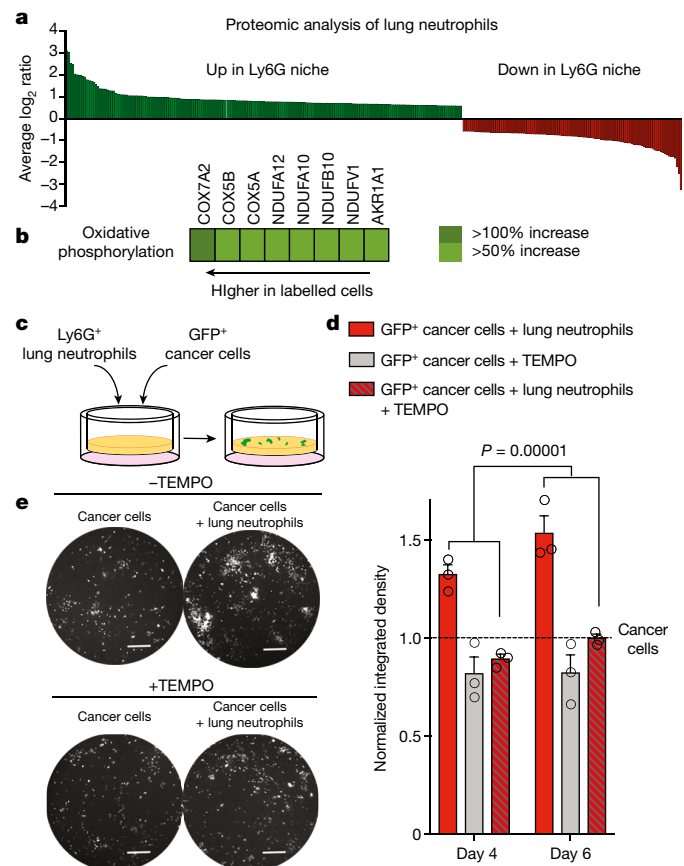 a
Proteomic analysis of lung neutrophils
Up in Ly6G niche
Down in Ly6G niche
Average log2 ratio
4
3
2
1
0
−1
−2
−3
−4
COX7A2
COX5B
COX5A
NDUFA12
NDUFA10
NDUFB10
NDUFV1
AKR1A1
b
Oxidative
phosphorylation
>100% increase
>50% increase
HIgher in labelled cells
c
Ly6G+
lung neutrophils
GFP+
cancer cells
d
GFP+ cancer cells + lung neutrophils
GFP+ cancer cells + TEMPO
GFP+ cancer cells + lung neutrophils
+ TEMPO
e
−TEMPO
Cancer cells
Cancer cells
+ lung neutrophils
+TEMPO
Cancer cells
Cancer cells
+ lung neutrophils
P = 0.00001
Normalized integrated density
1.5
1.0
0.5
0
Cancer
cells
Day 4
Day 6